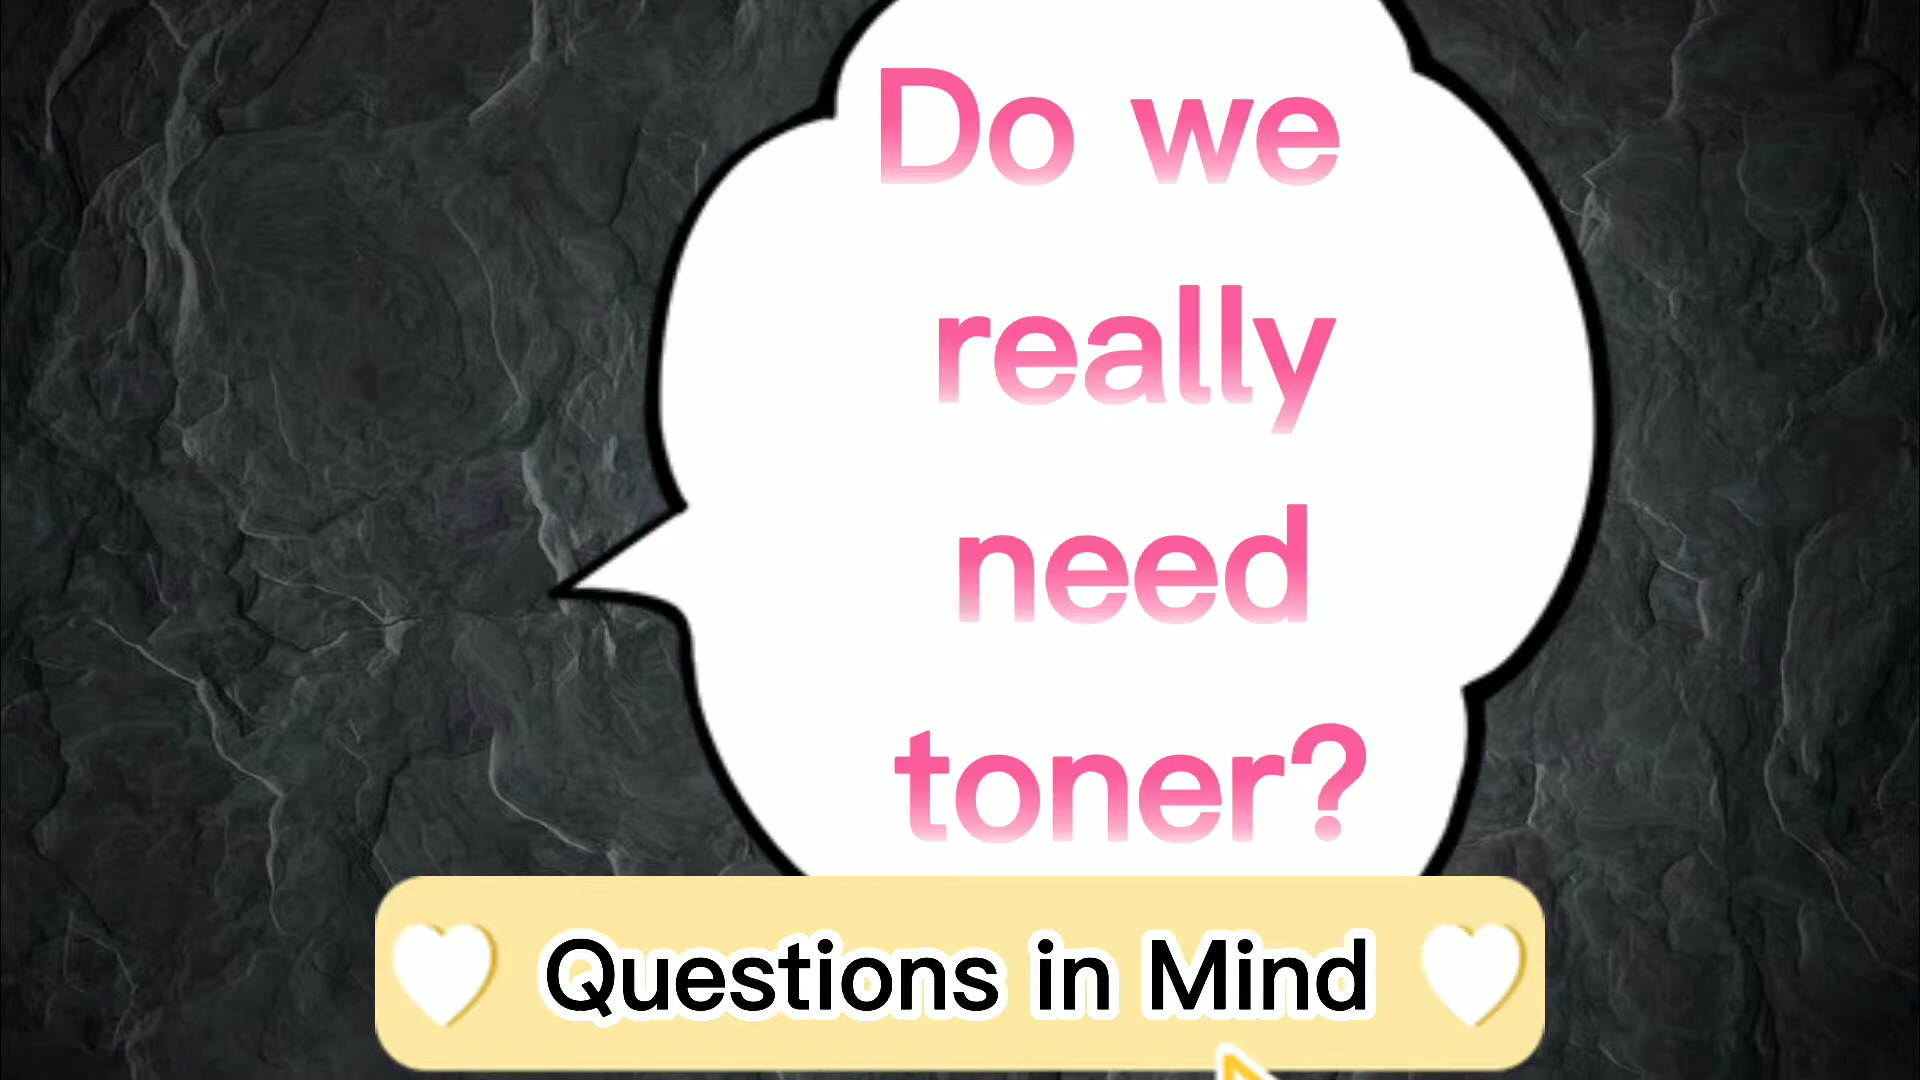 Do we
really
need
toner?
Questions in Mind